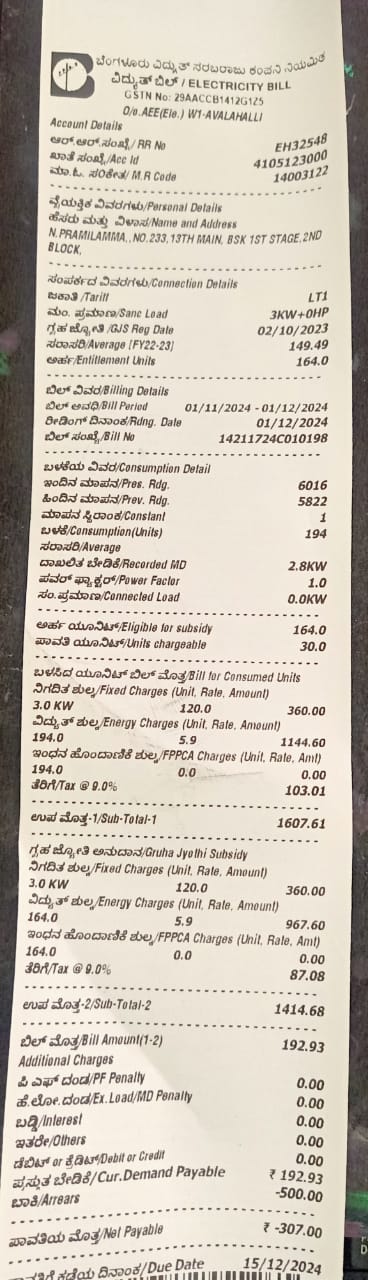 ಬೆಂಗಳೂರು ವಿದ್ಯುತ್ ಸರಬರಾಜು ಕಂಪನಿ ನಿಯಮಿತ
ವಿದ್ಯುತ್ ಬಿಲ್ / ELECTRICITY BILL
GSTN No: 29AACCB1412G1Z5
O/o.AEE(Ele.) W1-AVALAHALLI
Account Details
ಆರ್.ಆರ್.ಸಂಖ್ಯೆ/ RR No EH32548
ಖಾತೆ ಸಂಖ್ಯೆ/Acc Id 4105123000
ಮಾ.ಓ. ಸಂಕೇತ/ M.R Code 14003122
ವೈಯಕ್ತಿಕ ವಿವರಗಳು/Personal Details
ಹೆಸರು ಮತ್ತು ವಿಳಾಸ/Name and Address
N.PRAMILAMMA,,NO.233,13TH MAIN, BSK 1ST STAGE,2ND
BLOCK,
ಸಂಪರ್ಕದ ವಿವರಗಳು/Connection Details
ಜಕಾತಿ /Tariff LT1
ಮಂ. ಪ್ರಮಾಣ/Sanc Load 3KW+0HP
ಗೃಹ ಜ್ಯೋತಿ /GJS Reg Date 02/10/2023
ಸರಾಸರಿ/Average [FY22-23] 149.49
ಅರ್ಹ/Entitlement Units 164.0
ಬಿಲ್ ವಿವರ/Billing Details
ಬಿಲ್ ಅವಧಿ/Bill Period 01/11/2024 - 01/12/2024
ರೀಡಿಂಗ್ ದಿನಾಂಕ/Rdng. Date 01/12/2024
ಬಿಲ್ ಸಂಖ್ಯೆ/Bill No 14211724C010198
ಬಳಕೆಯ ವಿವರ/Consumption Detail
ಇಂದಿನ ಮಾಪನ/Pres. Rdg. 6016
ಹಿಂದಿನ ಮಾಪನ/Prev. Rdg. 5822
ಮಾಪನ ಸ್ಥಿರಾಂಕ/Constant 1
ಬಳಕೆ/Consumption(Units) 194
ಸರಾಸರಿ/Average
ದಾಖಲಿತ ಬೇಡಿಕೆ/Recorded MD 2.8KW
ಪವರ್ ಫ್ಯಾಕ್ಟರ್/Power Factor 1.0
ಸಂ.ಪ್ರಮಾಣ/Connected Load 0.0KW
ಅರ್ಹ ಯೂನಿಟ್/Eligible for subsidy 164.0
ಪಾವತಿ ಯೂನಿಟ್/Units chargeable 30.0
ಬಳಸಿದ ಯೂನಿಟ್ ಬಿಲ್ ಮೊತ್ತ/Bill for Consumed Units
ನಿಗದಿತ ಶುಲ್ಕ/Fixed Charges (Unit, Rate, Amount)
3.0 KW 120.0 360.00
ವಿದ್ಯುತ್ ಶುಲ್ಕ/Energy Charges (Unit, Rate, Amount)
194.0 5.9 1144.60
ಇಂಧನ ಹೊಂದಾಣಿಕೆ ಶುಲ್ಕ/FPPCA Charges (Unit, Rate, Amt)
194.0 0.0 0.00
ತೆರಿಗೆ/Tax @ 9.0% 103.01
ಉಪ ಮೊತ್ತ-1/Sub-Total-1 1607.61
ಗೃಹ ಜ್ಯೋತಿ ಅನುದಾನ/Gruha Jyothi Subsidy
ನಿಗದಿತ ಶುಲ್ಕ/Fixed Charges (Unit, Rate, Amount)
3.0 KW 120.0 360.00
ವಿದ್ಯುತ್ ಶುಲ್ಕ/Energy Charges (Unit, Rate, Amount)
164.0 5.9 967.60
ಇಂಧನ ಹೊಂದಾಣಿಕೆ ಶುಲ್ಕ/FPPCA Charges (Unit, Rate, Amt)
164.0 0.0 0.00
ತೆರಿಗೆ/Tax @ 9.0% 87.08
ಉಪ ಮೊತ್ತ-2/Sub-Total-2 1414.68
ಬಿಲ್ ಮೊತ್ತ/Bill Amount(1-2) 192.93
Additional Charges
ಪಿ ಎಫ್ ದಂಡ/PF Penalty 0.00
ಹೆ.ಲೋ.ದಂಡ/Ex.Load/MD Penalty 0.00
ಬಡ್ಡಿ/Interest 0.00
ಇತರೇ/Others 0.00
ಡೆಬಿಟ್ or ಕ್ರೆಡಿಟ್/Debit or Credit 0.00
ಪ್ರಸ್ತುತ ಬೇಡಿಕೆ/Cur.Demand Payable ₹ 192.93
ಬಾಕಿ/Arrears -500.00
ಪಾವತಿಯ ಮೊತ್ತ/Net Payable ₹ -307.00
ಪಾವತಿಗೆ ಕಡೆಯ ದಿನಾಂಕ/Due Date 15/12/2024